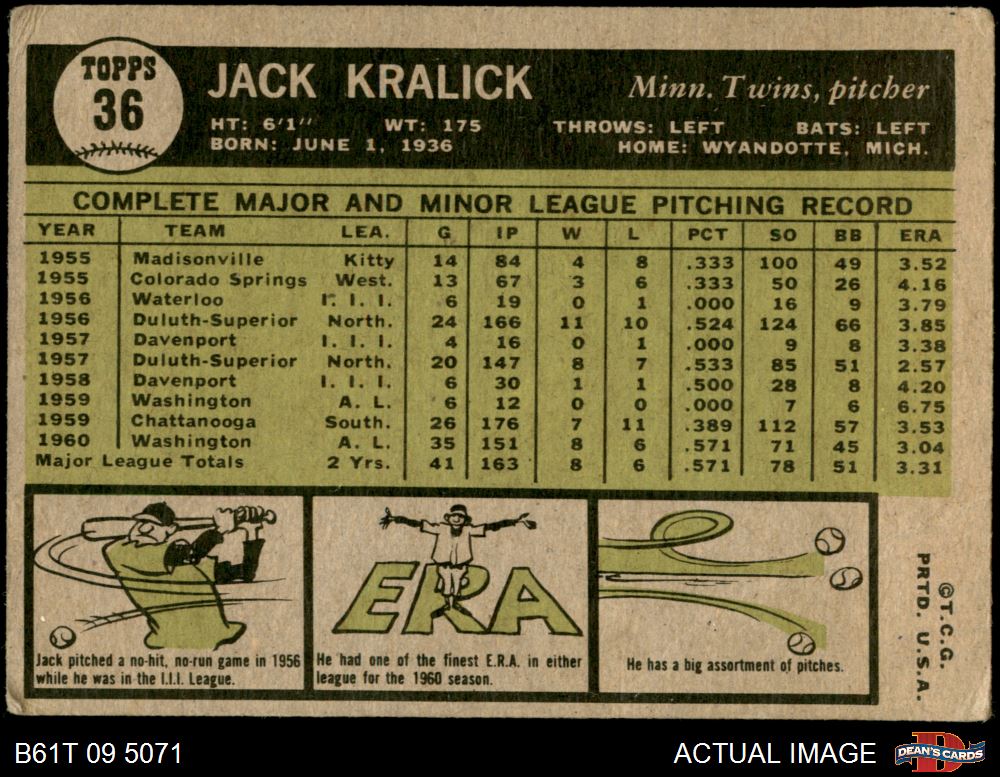 TOPPS
36
JACK KRALICK
Minn. Twins, pitcher
HT: 6'1" WT: 175 THROWS: LEFT BATS: LEFT
BORN: JUNE 1, 1936 HOME: WYANDOTTE, MICH.
COMPLETE MAJOR AND MINOR LEAGUE PITCHING RECORD
YEAR TEAM LEA. G IP W L PCT SO BB ERA
1955 Madisonville Kitty 14 84 4 8 .333 100 49 3.52
1955 Colorado Springs West. 13 67 3 6 .333 50 26 4.16
1956 Waterloo I. I. I. 6 19 0 1 .000 16 9 3.79
1956 Duluth-Superior North. 24 166 11 10 .524 124 66 3.85
1957 Davenport I. I. I. 4 16 0 1 .000 9 8 3.38
1957 Duluth-Superior North. 20 147 8 7 .533 85 51 2.57
1958 Davenport I. I. I. 6 30 1 1 .500 28 8 4.20
1959 Washington A. L. 6 12 0 0 .000 7 6 6.75
1959 Chattanooga South. 26 176 7 11 .389 112 57 3.53
1960 Washington A. L. 35 151 8 6 .571 71 45 3.04
Major League Totals 2 Yrs. 41 163 8 6 .571 78 51 3.31
Jack pitched a no-hit, no-run game in 1956
while he was in the I.I.I. League.
ERA
He had one of the finest E.R.A. in either
league for the 1960 season.
He has a big assortment of pitches.
©T.C.G.
PRTD. U.S.A.
B61T 09 5071
ACTUAL IMAGE
D
DEAN'S CARDS